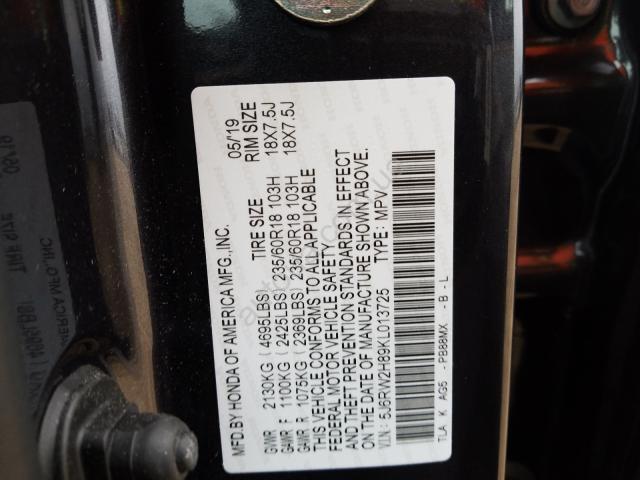 MFD.BY HONDA OF AMERICA MFG.,INC. 05/19
TIRE SIZE RIM SIZE
GVWR 2130KG (4695LBS)
GAWR F 1100KG (2425LBS) 235/60R18 103H 18X7.5J
GAWR R 1075KG (2369LBS) 235/60R18 103H 18X7.5J
THIS VEHICLE CONFORMS TO ALL APPLICABLE
FEDERAL MOTOR VEHICLE SAFETY
AND THEFT PREVENTION STANDARDS IN EFFECT
ON THE DATE OF MANUFACTURE SHOWN ABOVE.
V.I.N.: 5J6RW2H89KL013725 TYPE: MPV
TLA K AG5 -PB88MX -B -L